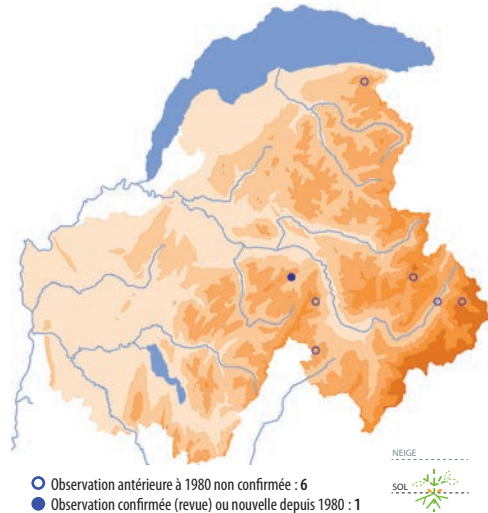 NEIGE
SOL
Observation antérieure à 1980 non confirmée : 6
Observation confirmée (revue) ou nouvelle depuis 1980 : 1